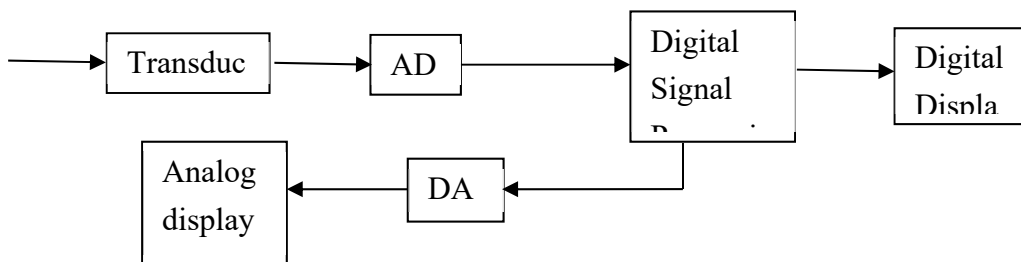 Transduc
AD
Digital
Signal
Digital
Displa
Analog
display
DA